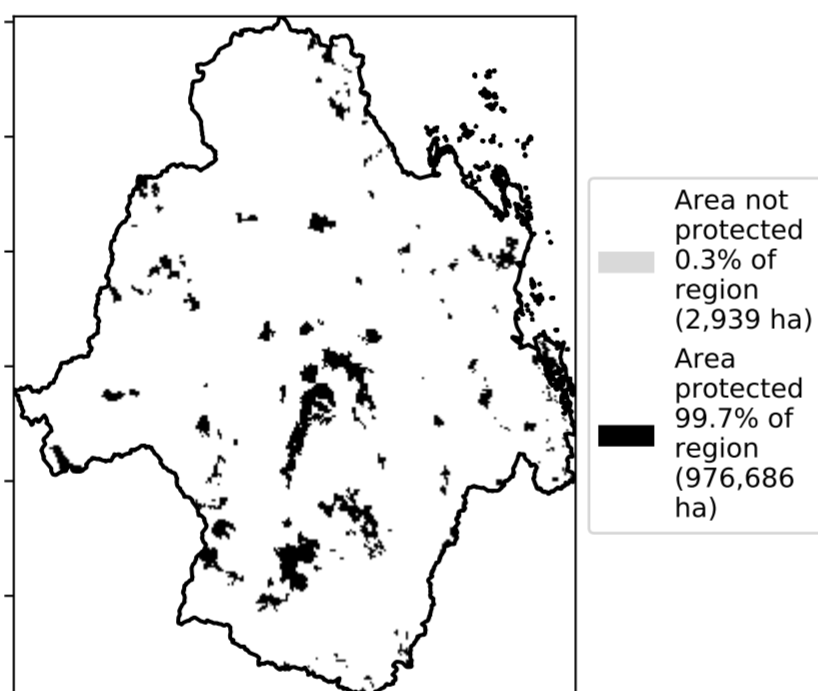 Area not
protected
0.3% of
region
(2,939 ha)
Area
protected
99.7% of
region
(976,686
ha)